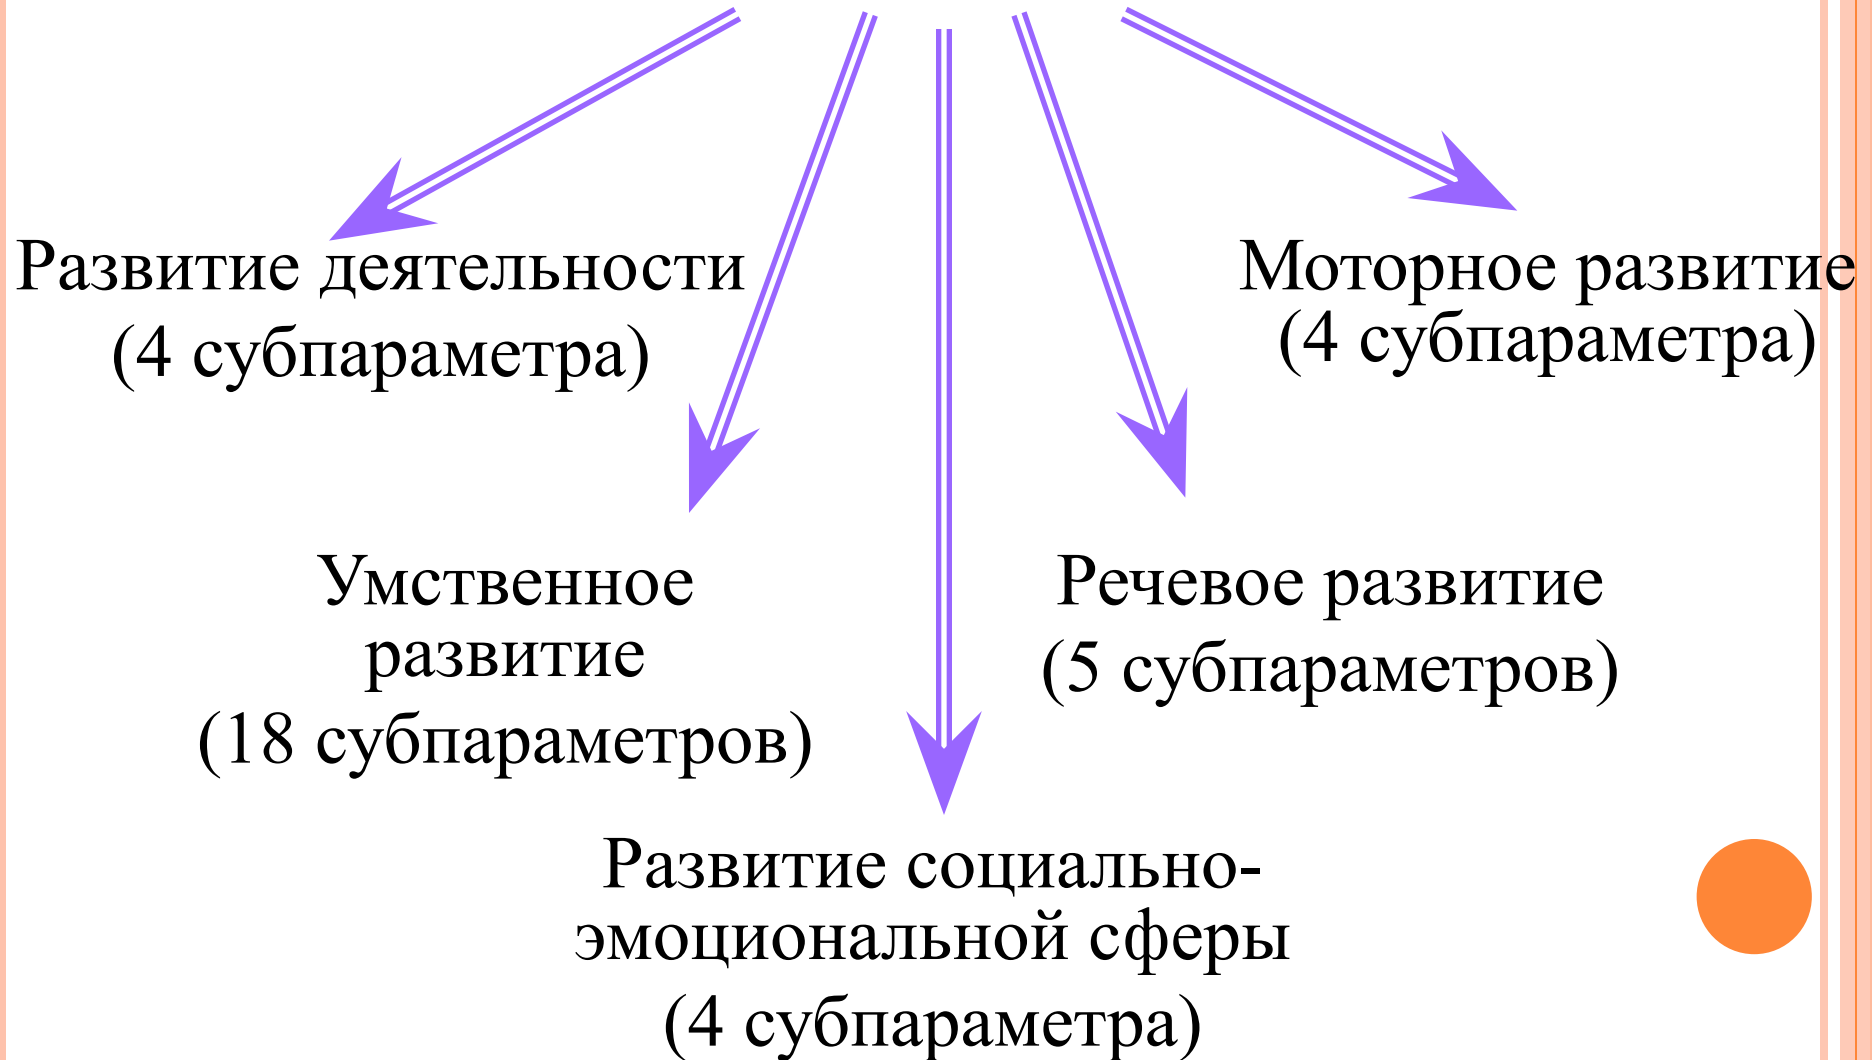 Развитие деятельности
(4 субпараметра)
Моторное развитие
(4 субпараметра)
Умственное
развитие
(18 субпараметров)
Речевое развитие
(5 субпараметров)
Развитие социально-
эмоциональной сферы
(4 субпараметра)